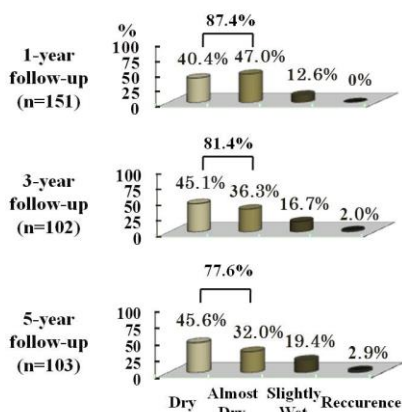 %
87.4%
1-year
follow-up
(n=151)
100
75
50
25
0
40.4% 47.0% 12.6% 0%
81.4%
3-year
follow-up
(n=102)
100
75
50
25
0
45.1% 36.3% 16.7% 2.0%
77.6%
5-year
follow-up
(n=103)
100
75
50
25
0
45.6% 32.0% 19.4% 2.9%
Dry Almost Slightly Reccurence